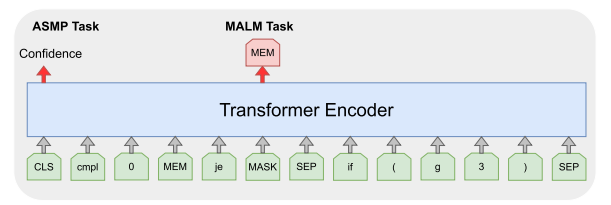 ASMP Task MALM Task
Confidence MEM
Transformer Encoder
CLS cmpl 0 MEM je MASK SEP if ( g 3 ) SEP